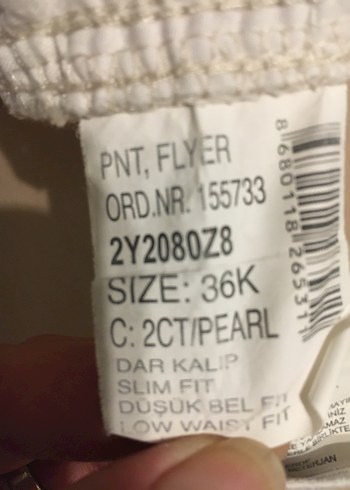 PNT, FLYER
ORD.NR. 155733
2Y2080Z8
SIZE: 36K
C: 2CT/PEARL
DAR KALIP
SLIM FIT
DÜŞÜK BEL FIT
LOW WAIST FIT
8680118265311